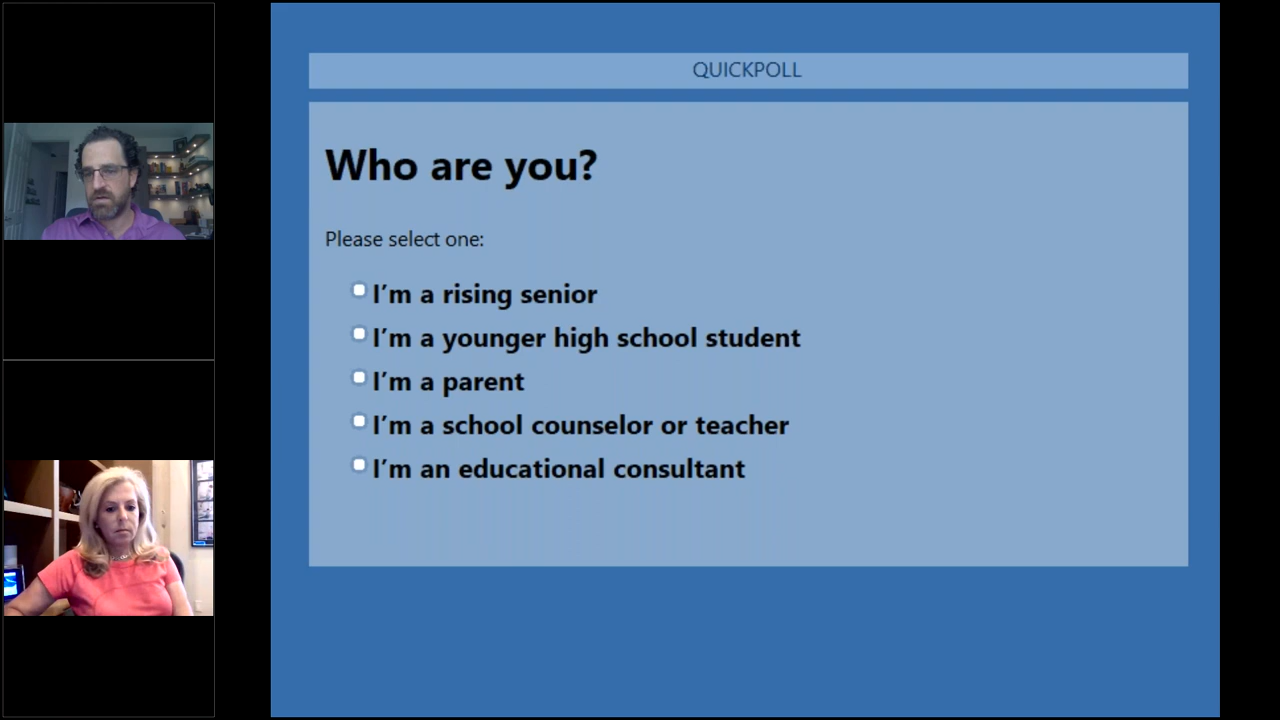 QUICKPOLL
Who are you?
Please select one:
I’m a rising senior
I’m a younger high school student
I’m a parent
I’m a school counselor or teacher
I’m an educational consultant